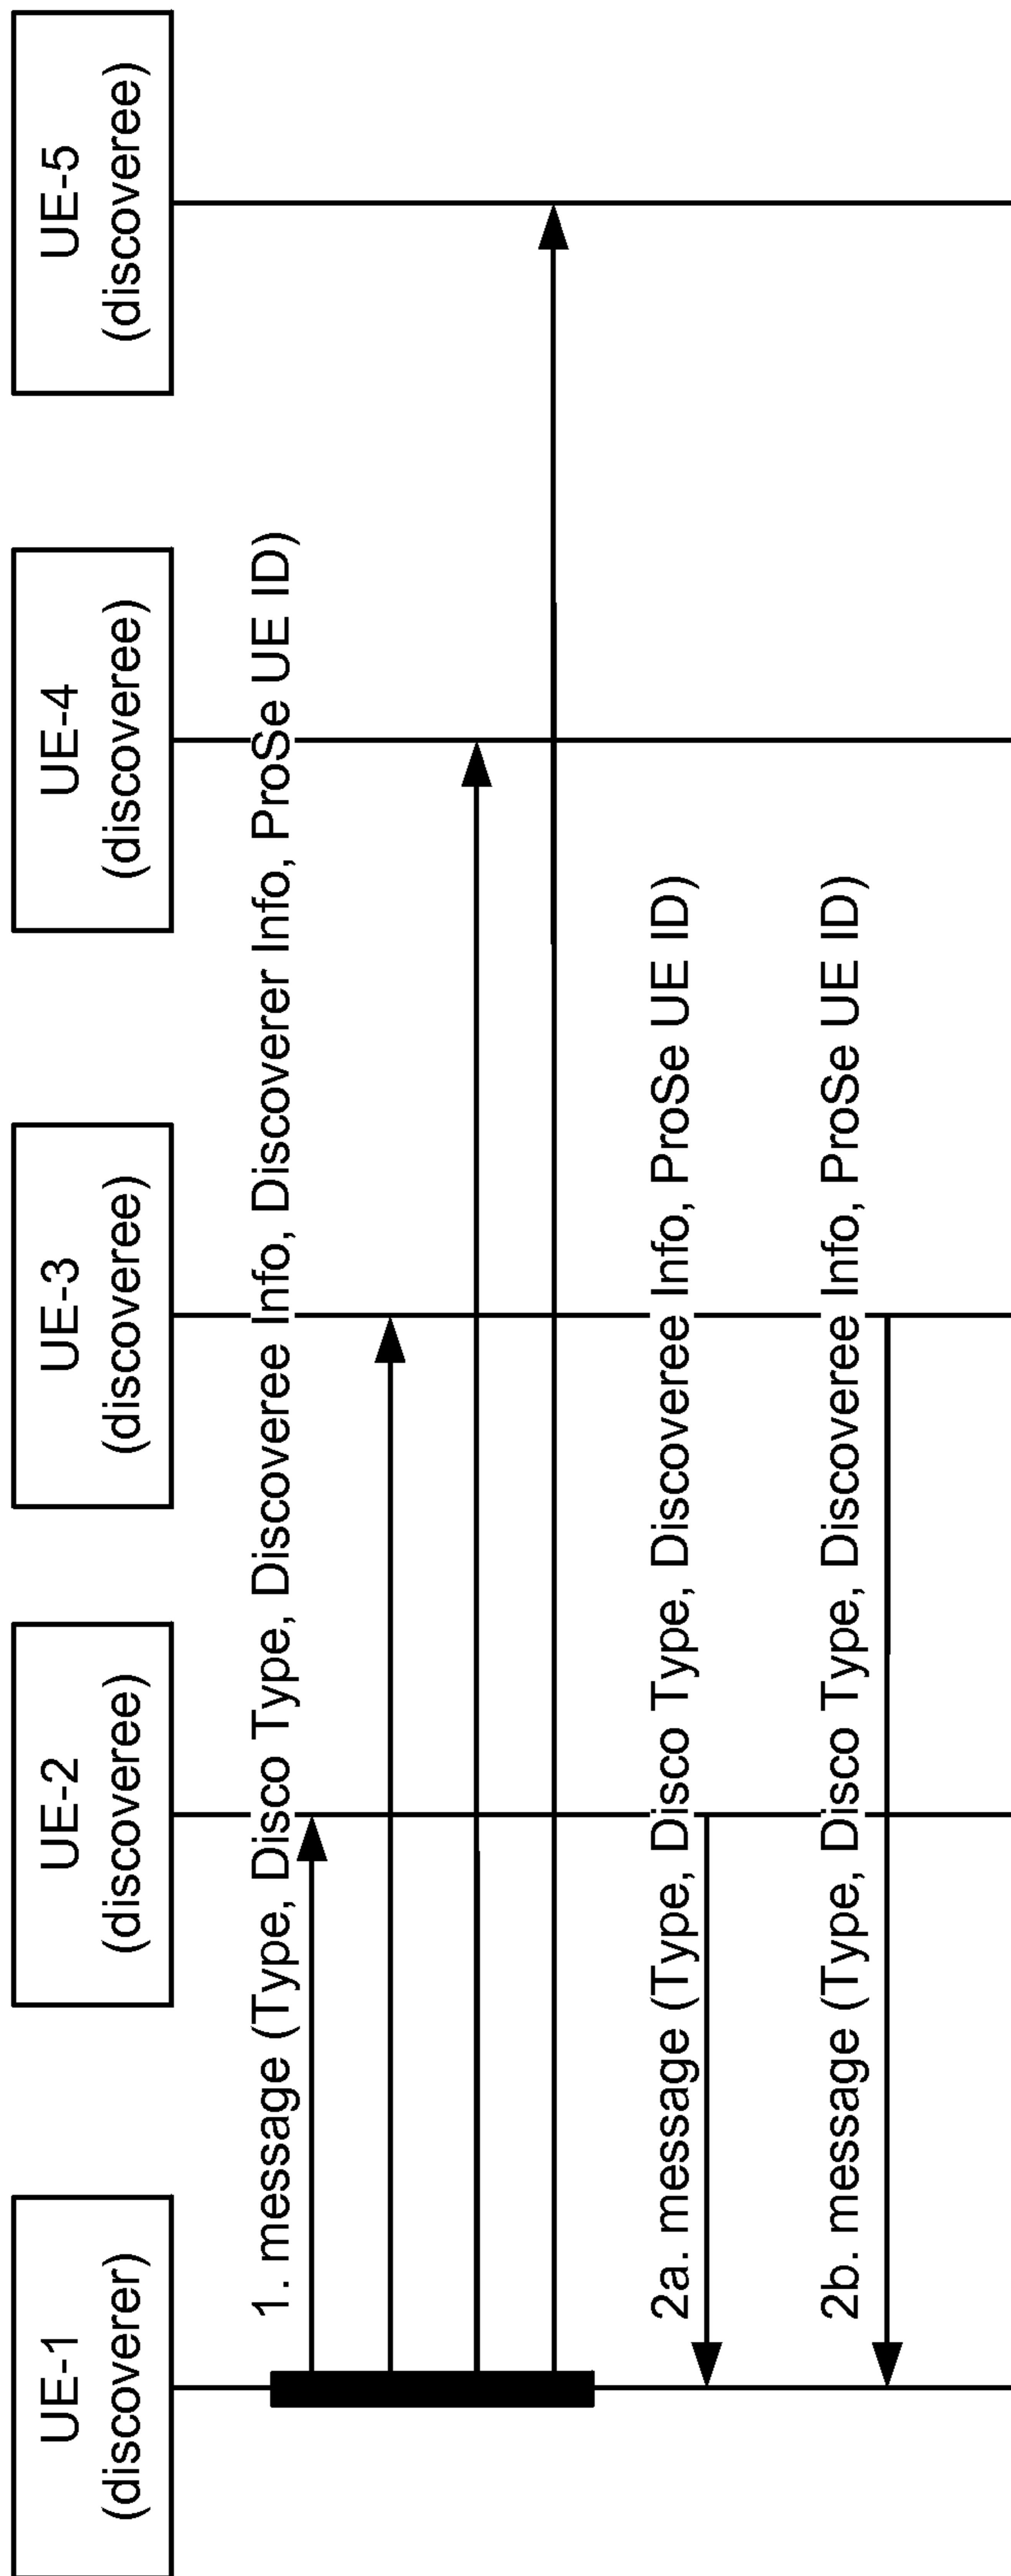 UE-1
(discoverer)
UE-2
(discoveree)
UE-3
(discoveree)
UE-4
(discoveree)
UE-5
(discoveree)
1. message (Type, Disco Type, Discoveree Info, Discoverer Info, ProSe UE ID)
2a. message (Type, Disco Type, Discoveree Info, ProSe UE ID)
2b. message (Type, Disco Type, Discoveree Info, ProSe UE ID)